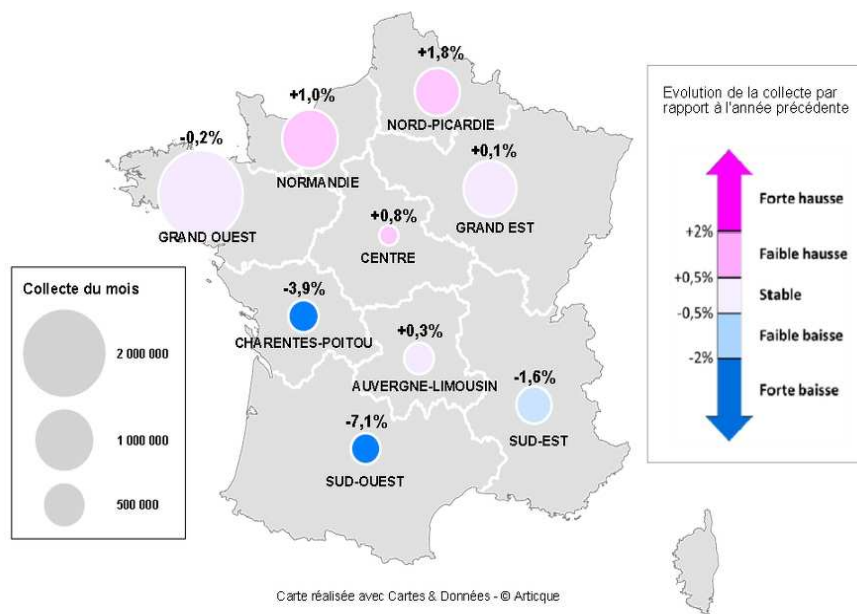 +1,8%
NORD-PICARDIE
+1,0%
NORMANDIE
-0,2%
GRAND OUEST
+0,1%
GRAND EST
+0,8%
CENTRE
-3,9%
CHARENTES-POITOU
+0,3%
AUVERGNE-LIMOUSIN
-1,6%
SUD-EST
-7,1%
SUD-OUEST
Collecte du mois
2 000 000
1 000 000
500 000
Evolution de la collecte par
rapport à l'année précédente
Forte hausse
+2%
Faible hausse
+0,5%
Stable
-0,5%
Faible baisse
-2%
Forte baisse
Carte réalisée avec Cartes & Données - © Articque